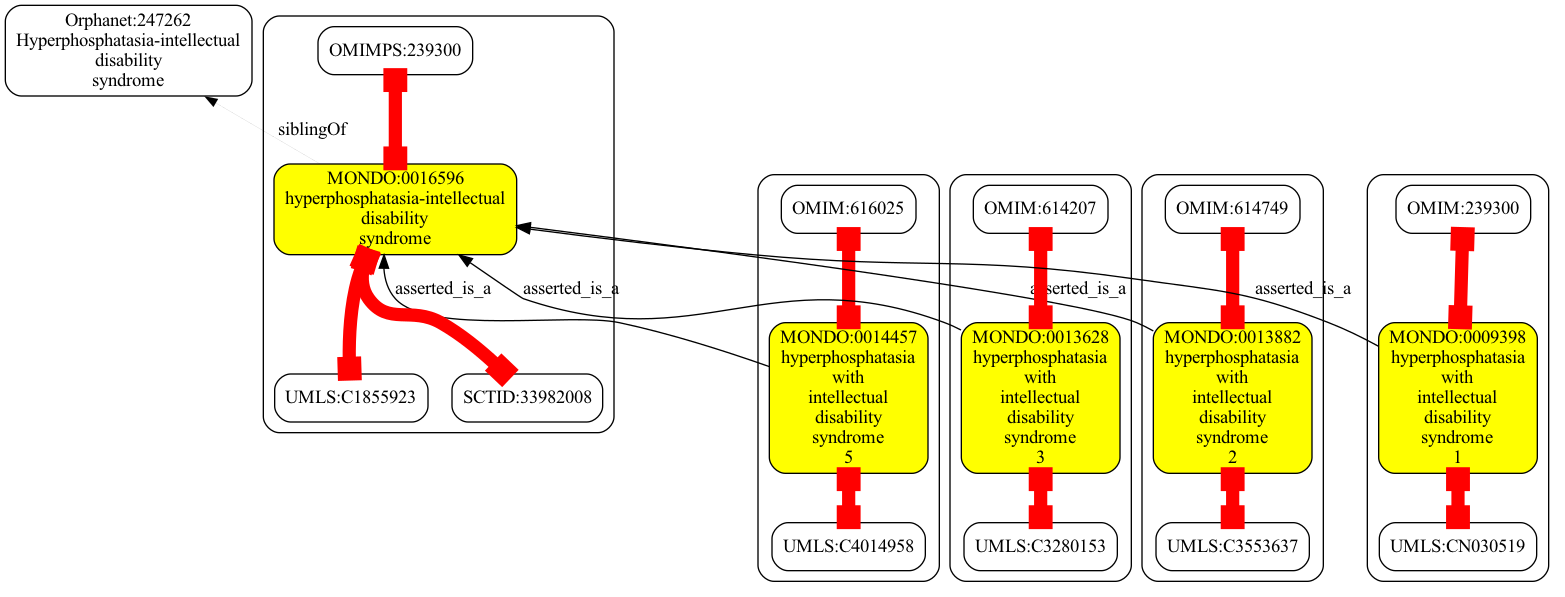 Orphanet:247262
Hyperphosphatasia-intellectual
disability
syndrome
OMIMPS:239300
siblingOf
MONDO:0016596
hyperphosphatasia-intellectual
disability
syndrome
asserted_is_a
asserted_is_a
asserted_is_a
asserted_is_a
UMLS:C1855923
SCTID:33982008
OMIM:616025
MONDO:0014457
hyperphosphatasia
with
intellectual
disability
syndrome
5
UMLS:C4014958
OMIM:614207
MONDO:0013628
hyperphosphatasia
with
intellectual
disability
syndrome
3
UMLS:C3280153
OMIM:614749
MONDO:0013882
hyperphosphatasia
with
intellectual
disability
syndrome
2
UMLS:C3553637
OMIM:239300
MONDO:0009398
hyperphosphatasia
with
intellectual
disability
syndrome
1
UMLS:CN030519